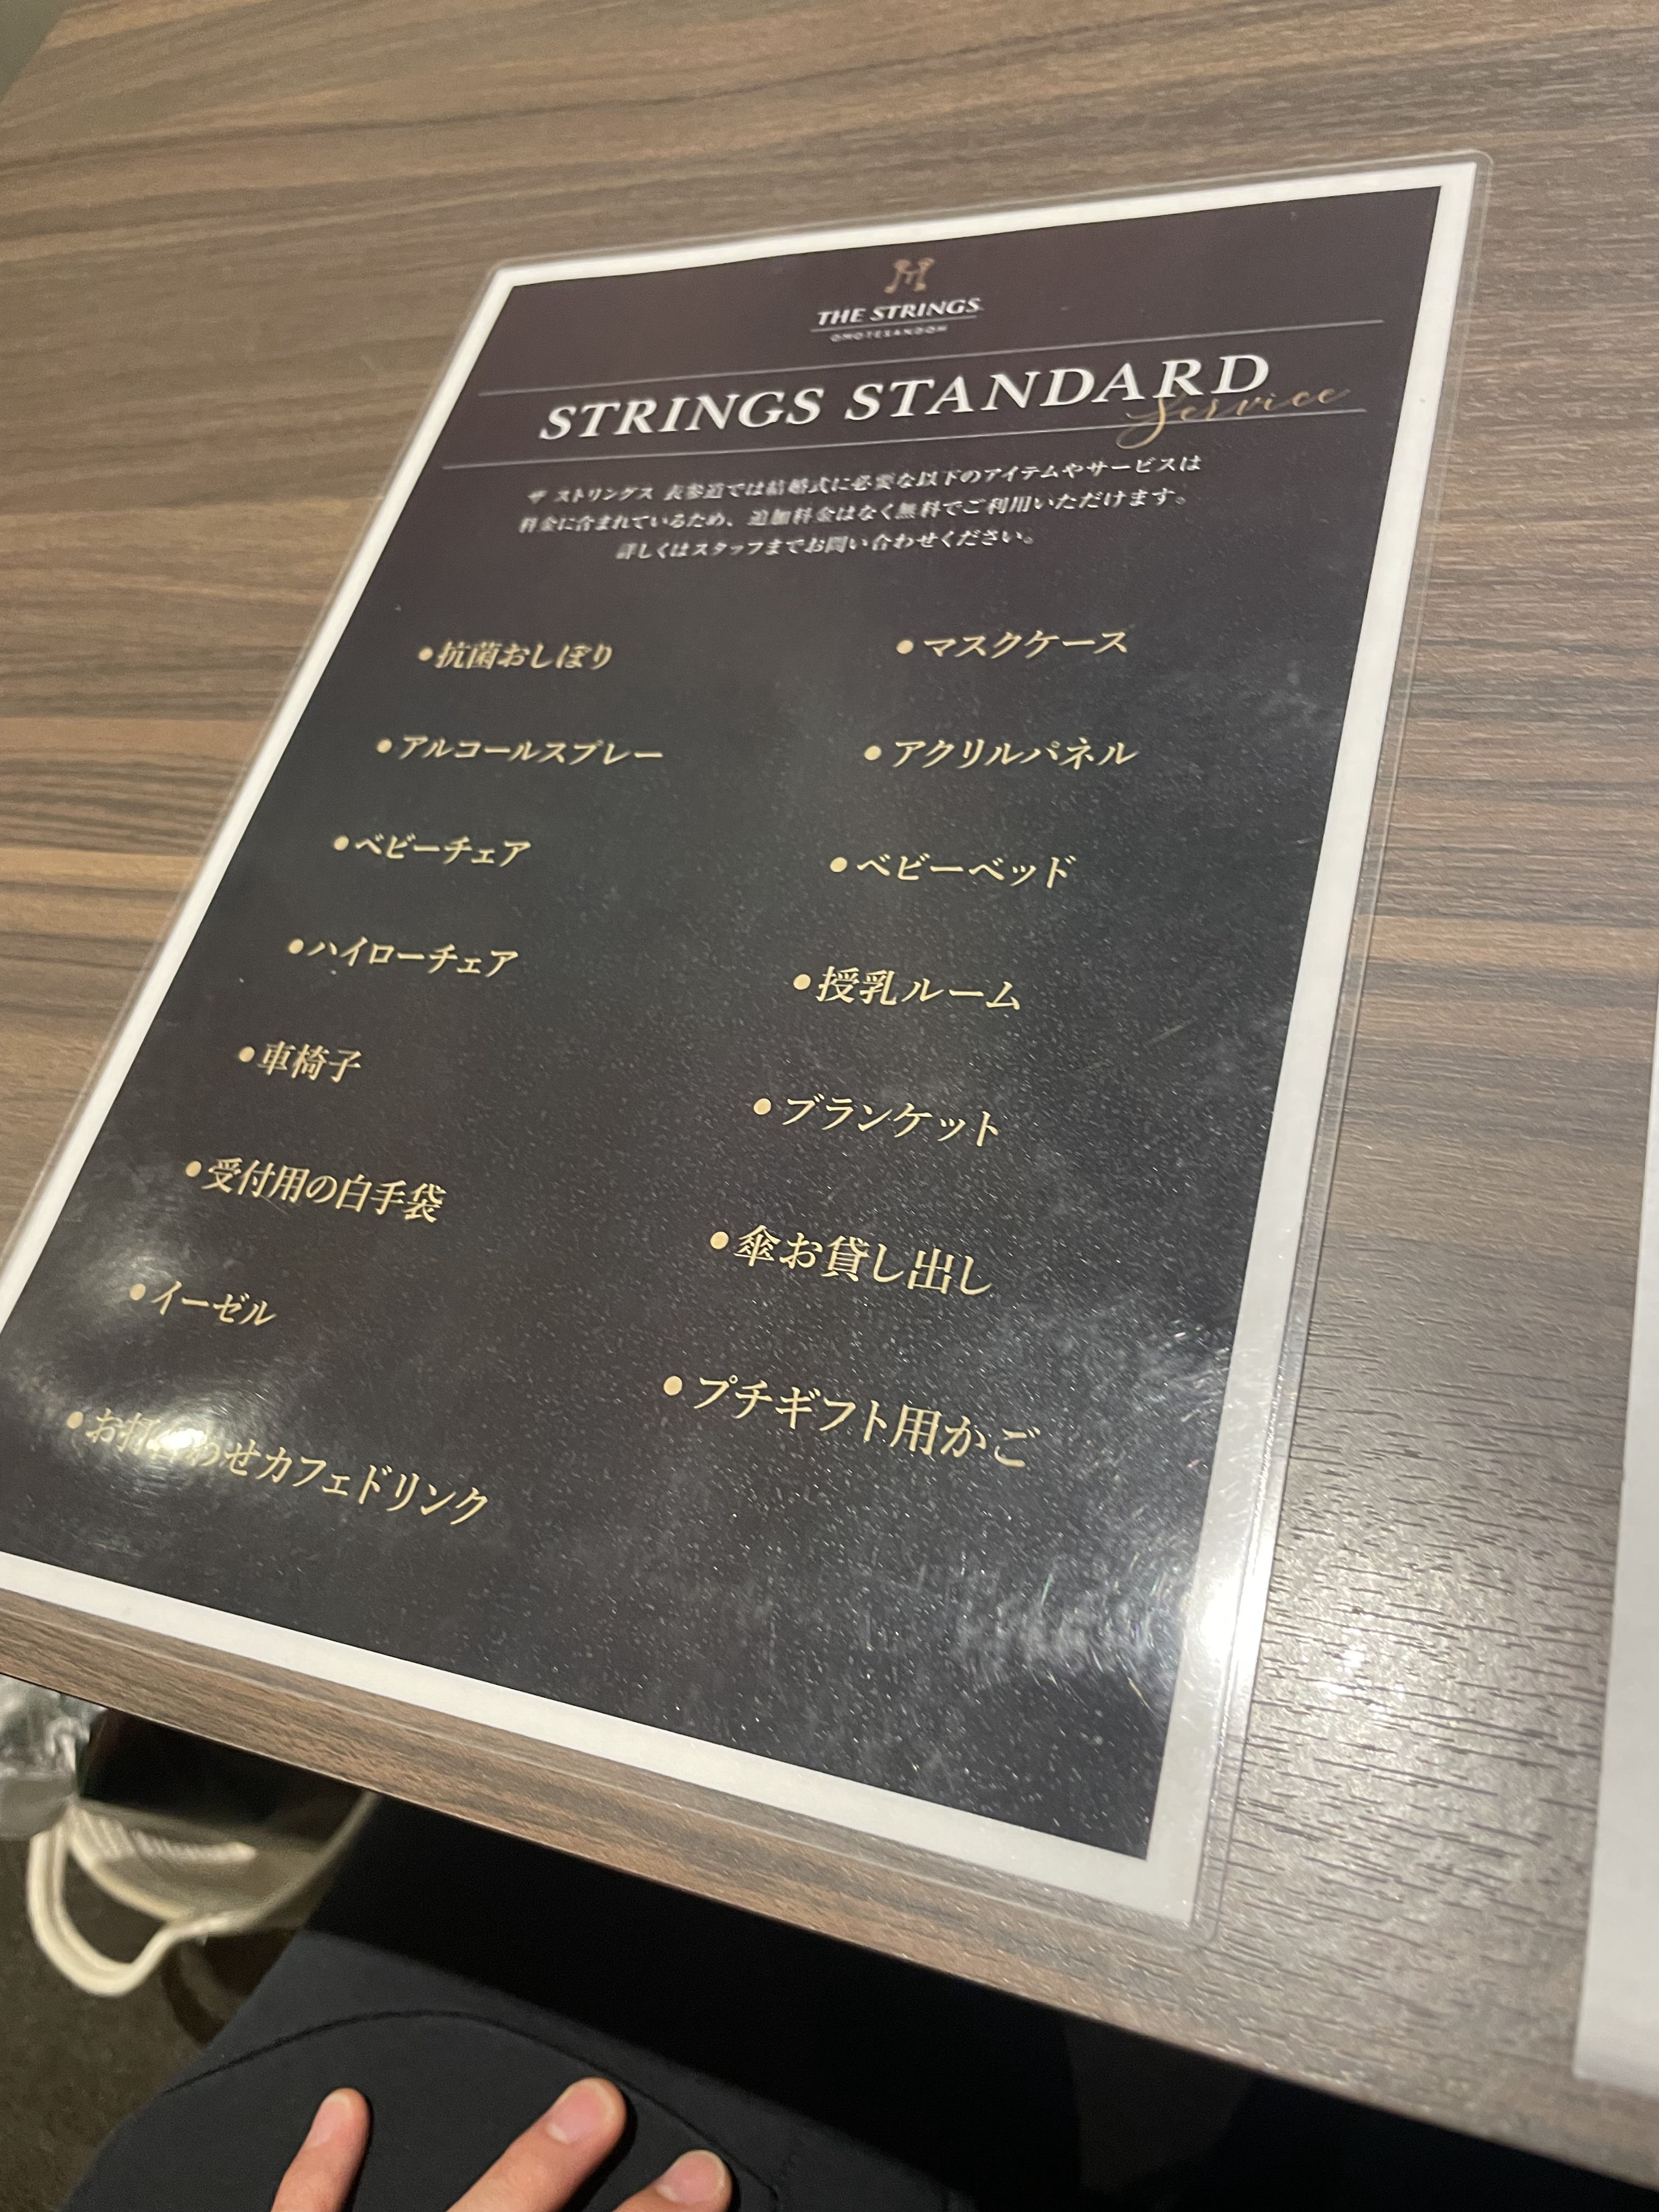 THE STRINGS
OMOTESANDOH
STRINGS STANDARD
Service
ザ ストリングス 表参道では結婚式に必要な以下のアイテムやサービスは
料金に含まれているため、追加料金はなく無料でご利用いただけます。
詳しくはスタッフまでお問い合わせください。
•抗菌おしぼり
•アルコールスプレー
•ベビーチェア
•ハイローチェア
•車椅子
•受付用の白手袋
•イーゼル
•お打合わせカフェドリンク
•マスクケース
•アクリルパネル
•ベビーベッド
•授乳ルーム
•ブランケット
•傘お貸し出し
•プチギフト用かご